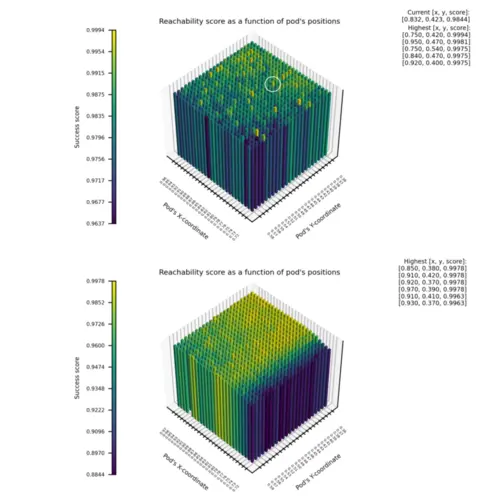 Reachability score as a function of pod's positions
Current [x, y, score]:
[0.832, 0.423, 0.9844]
Highest [x, y, score]:
[0.750, 0.420, 0.9994]
[0.950, 0.470, 0.9981]
[0.750, 0.540, 0.9975]
[0.840, 0.470, 0.9975]
[0.920, 0.400, 0.9975]
0.9994
0.9954
0.9915
0.9875
0.9835
0.9796
0.9756
0.9717
0.9677
0.9637
Success score
Pod's X-coordinate
Pod's Y-coordinate
Reachability score as a function of pod's positions
Highest [x, y, score]:
[0.850, 0.380, 0.9978]
[0.910, 0.420, 0.9978]
[0.920, 0.370, 0.9978]
[0.970, 0.390, 0.9978]
[0.910, 0.410, 0.9963]
[0.930, 0.370, 0.9963]
0.9978
0.9852
0.9726
0.9600
0.9474
0.9348
0.9222
0.9096
0.8970
0.8844
Success score
Pod's X-coordinate
Pod's Y-coordinate